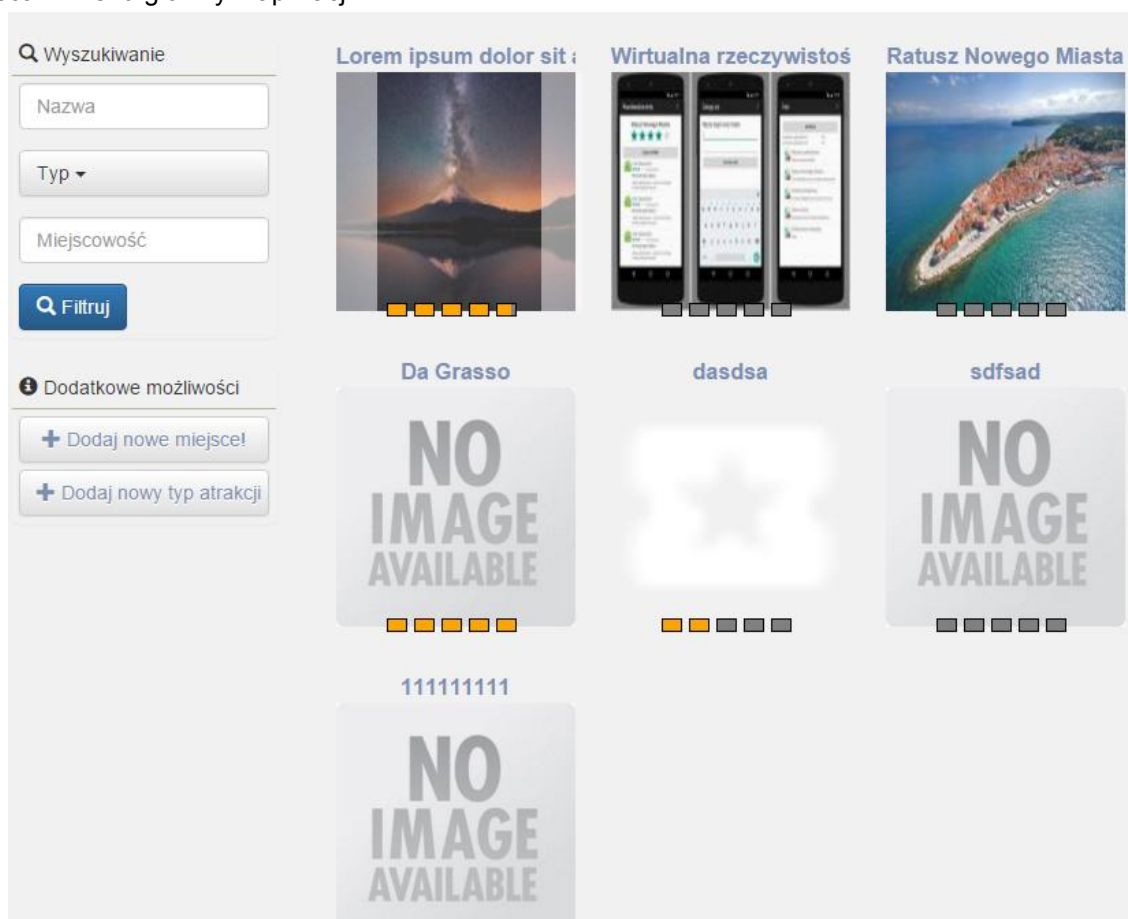 Wyszukiwanie
Nazwa
Typ
Miejscowość
Filtruj
Dodatkowe możliwości
Dodaj nowe miejsce!
Dodaj nowy typ atrakcji
Lorem ipsum dolor sit
Wirtualna rzeczywistoś
Ratusz Nowego Miasta
Da Grasso
dasdsa
sdfsad
NO
IMAGE
AVAILABLE
NO
IMAGE
AVAILABLE
111111111
NO
IMAGE
AVAILABLE